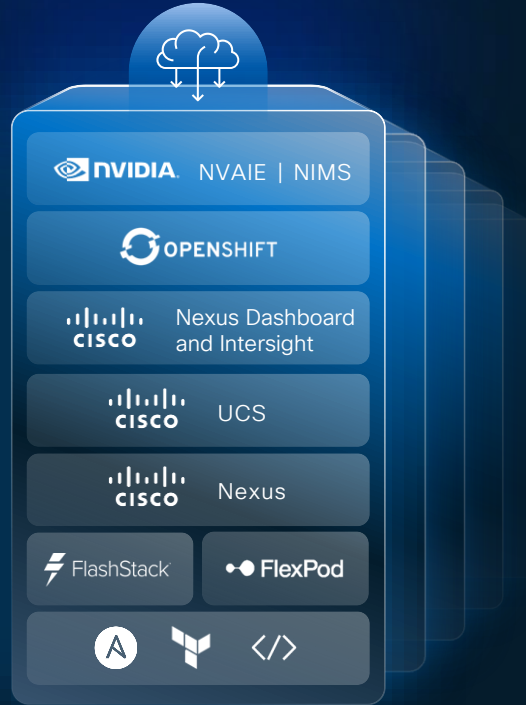 NVIDIA. NVAIE | NIMS
OPENSHIFT
CISCO Nexus Dashboard
and Intersight
CISCO UCS
CISCO Nexus
FlashStack FlexPod
A </>